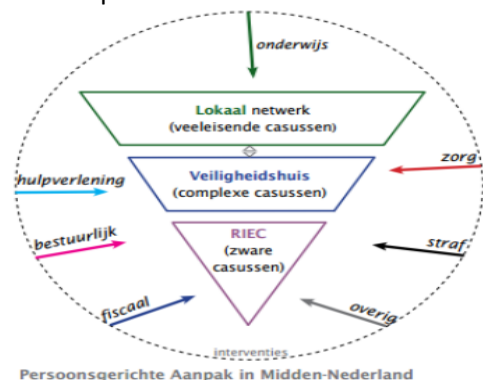 onderwijs
Lokaal netwerk
(veeleisende casussen)
zorg
hulpverlening
Veiligheidshuis
(complexe casussen)
bestuurlijk
RIEC
(zware
casussen)
straf
fiscaal
overig
interventies
Persoonsgerichte Aanpak in Midden-Nederland